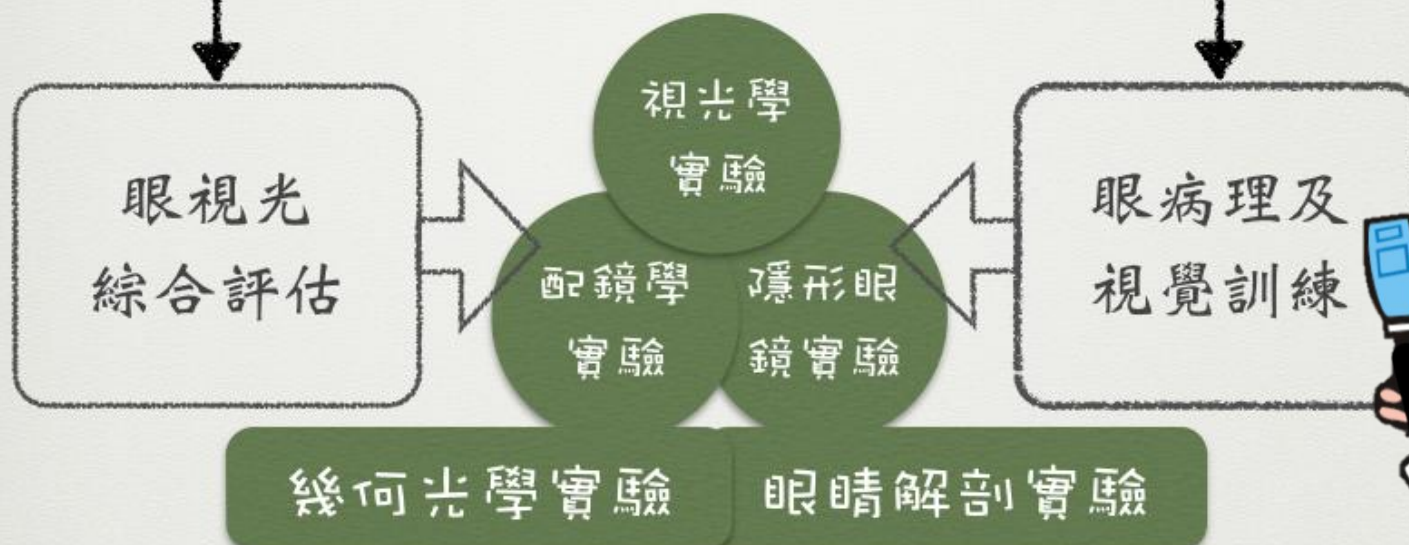 視光學
實驗
眼視光
綜合評估
配鏡學
實驗
隱形眼
鏡實驗
眼病理及
視覺訓練
幾何光學實驗
眼睛解剖實驗